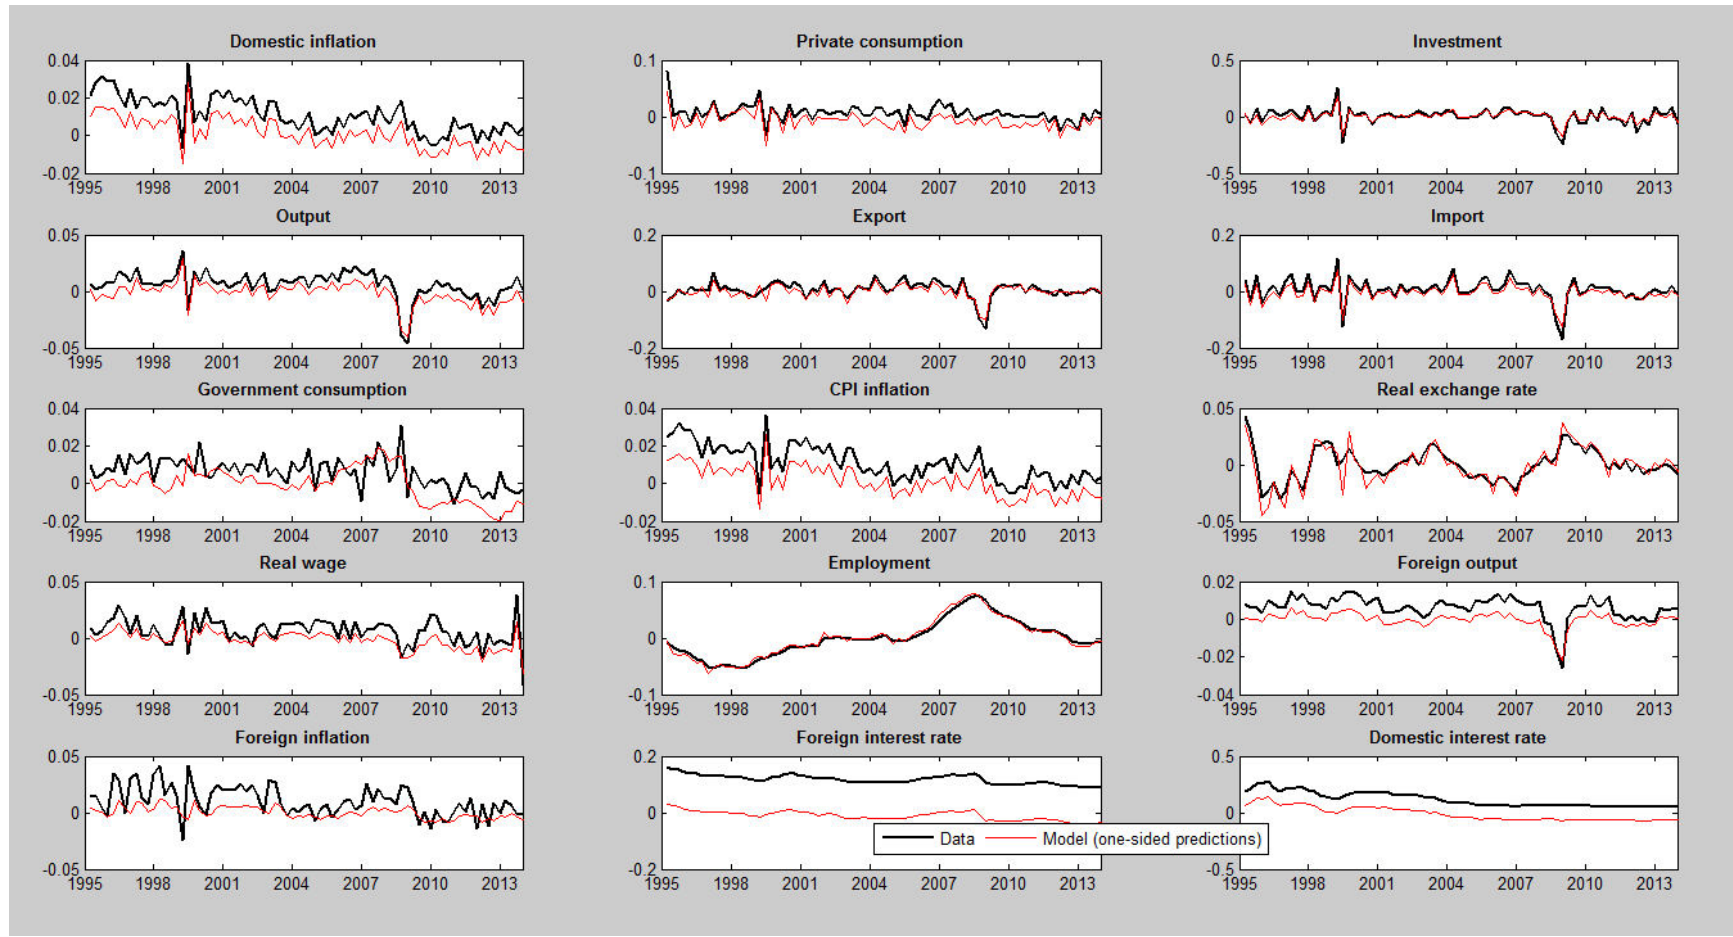 Domestic inflation Private consumption Investment
0.04 0.1 0.5
0.02
0 0 0
-0.02 -0.1 -0.5
1995 1998 2001 2004 2007 2010 2013 1995 1998 2001 2004 2007 2010 2013 1995 1998 2001 2004 2007 2010 2013
Output Export Import
0.05 0.2 0.2
0 0 0
-0.05 -0.2 -0.2
1995 1998 2001 2004 2007 2010 2013 1995 1998 2001 2004 2007 2010 2013 1995 1998 2001 2004 2007 2010 2013
Government consumption CPI inflation Real exchange rate
0.04 0.04 0.05
0.02 0.02
0 0 0
-0.02 -0.02 -0.05
1995 1998 2001 2004 2007 2010 2013 1995 1998 2001 2004 2007 2010 2013 1995 1998 2001 2004 2007 2010 2013
Real wage Employment Foreign output
0.05 0.1 0.02
0 0 0
-0.02
-0.05 -0.1 -0.04
1995 1998 2001 2004 2007 2010 2013 1995 1998 2001 2004 2007 2010 2013 1995 1998 2001 2004 2007 2010 2013
Foreign inflation Foreign interest rate Domestic interest rate
0.05 0.2 0.5
0 0 0
Data Model (one-sided predictions)
-0.05 -0.2 -0.5
1995 1998 2001 2004 2007 2010 2013 1995 1998 2001 2004 2007 2010 2013 1995 1998 2001 2004 2007 2010 2013